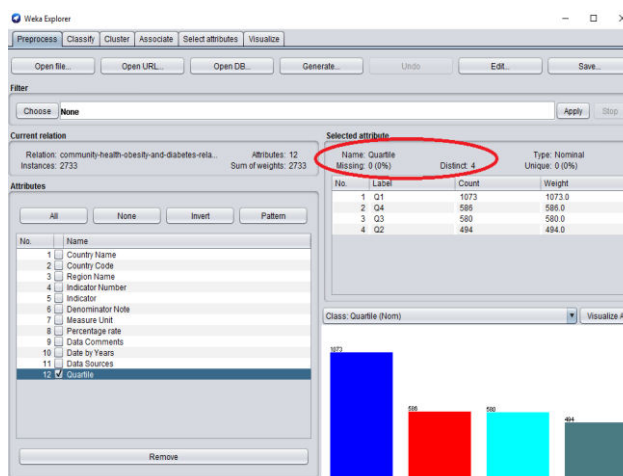 Weka Explorer
Preprocess Classify Cluster Associate Select attributes Visualize
Open file... Open URL... Open DB... Generate... Undo Edit... Save...
Filter
Choose None Apply Stop
Current relation
Relation: community-health-obesity-and-diabetes-rela... Attributes: 12
Instances: 2733 Sum of weights: 2733
Attributes
All None Invert Pattern
No. Name
1 Country Name
2 Country Code
3 Region Name
4 Indicator Number
5 Indicator
6 Denominator Note
7 Measure Unit
8 Percentage rate
9 Data Comments
10 Date by Years
11 Data Sources
12 Quartile
Remove
Selected attribute
Name: Quartile Type: Nominal
Missing: 0 (0%) Distinct: 4 Unique: 0 (0%)
No. Label Count Weight
1 Q1 1073 1073.0
2 Q4 586 586.0
3 Q3 580 580.0
4 Q2 494 494.0
Class: Quartile (Nom) Visualize A
1073
586
580
494